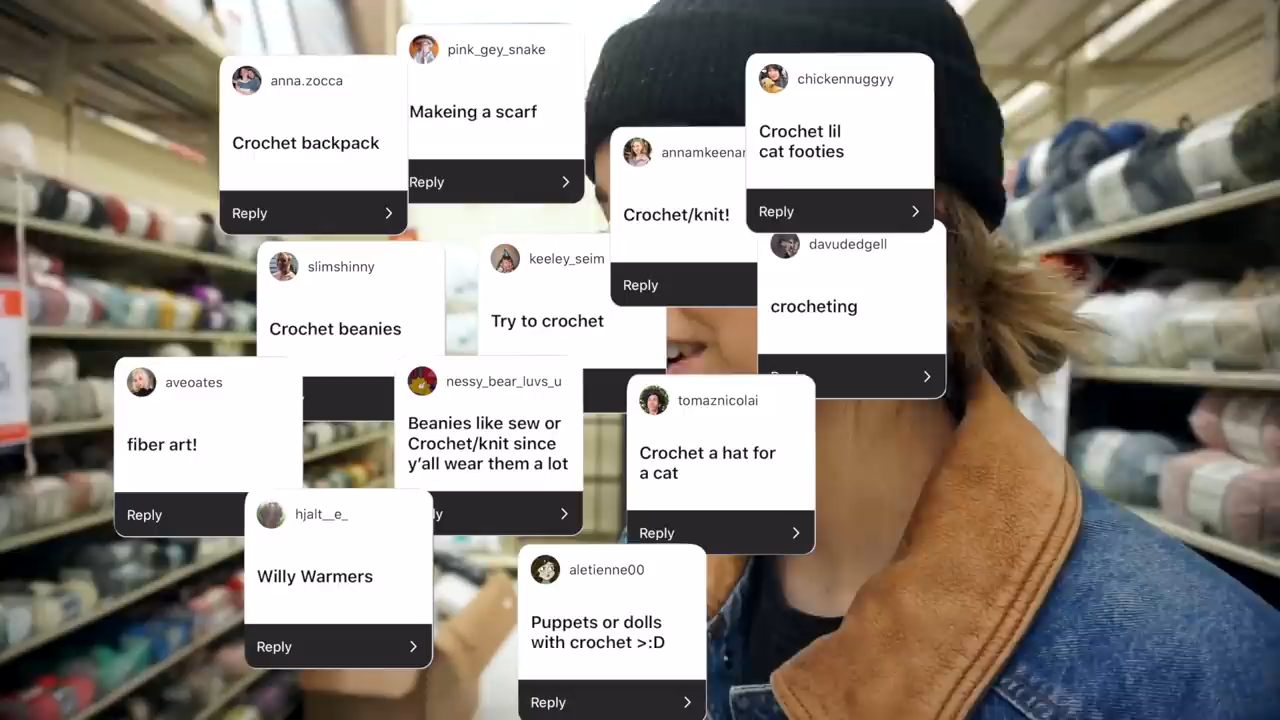 pink_gey_snake
Makeing a scarf
Reply
anna.zocca
Crochet backpack
Reply
chickennuggyy
Crochet lil
cat footies
Reply
Crochet/knit!
Reply
davudedgell
crocheting
slimshinny
Crochet beanies
keeley_seim
Try to crochet
aveoates
fiber art!
Reply
nessy_bear_luvs_u
Beanies like sew or
Crochet/knit since
y'all wear them a lot
tomaznicolai
Crochet a hat for
a cat
Reply
hjalt__e_
Willy Warmers
Reply
aletienne00
Puppets or dolls
with crochet >:D
Reply